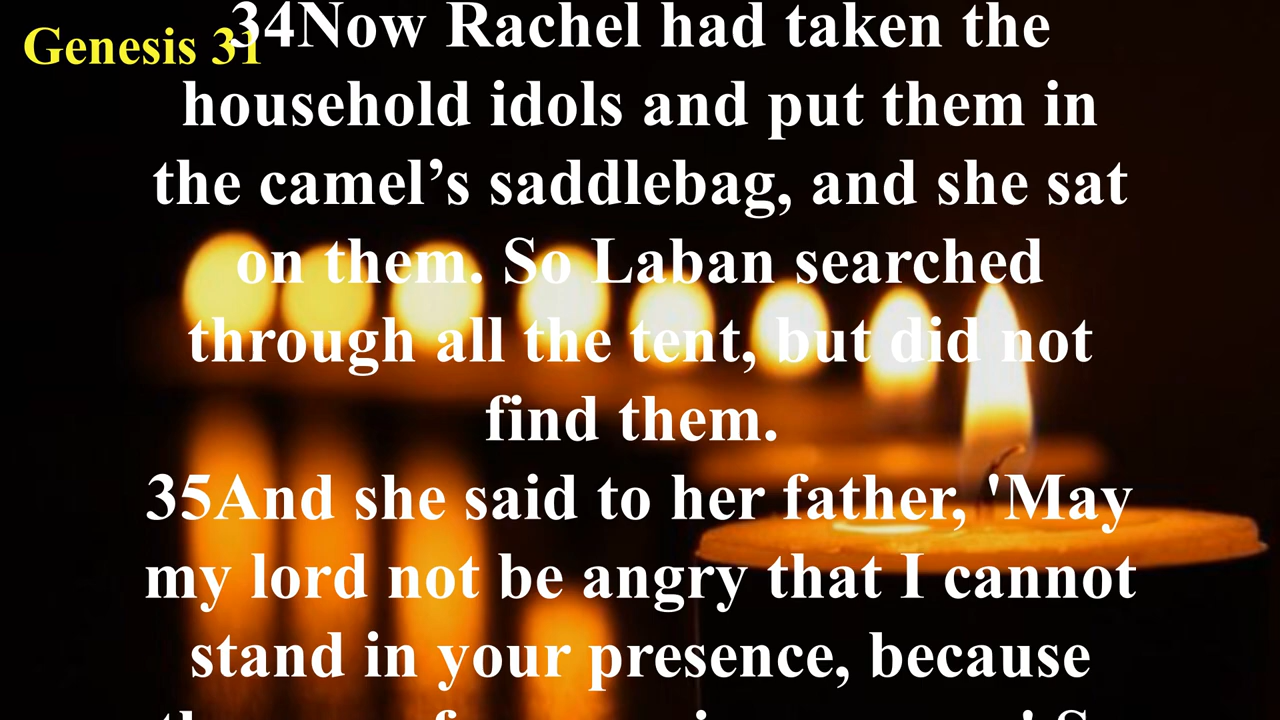 Genesis 31
34Now Rachel had taken the
household idols and put them in
the camel’s saddlebag, and she sat
on them. So Laban searched
through all the tent, but did not
find them.
35And she said to her father, 'May
my lord not be angry that I cannot
stand in your presence, because